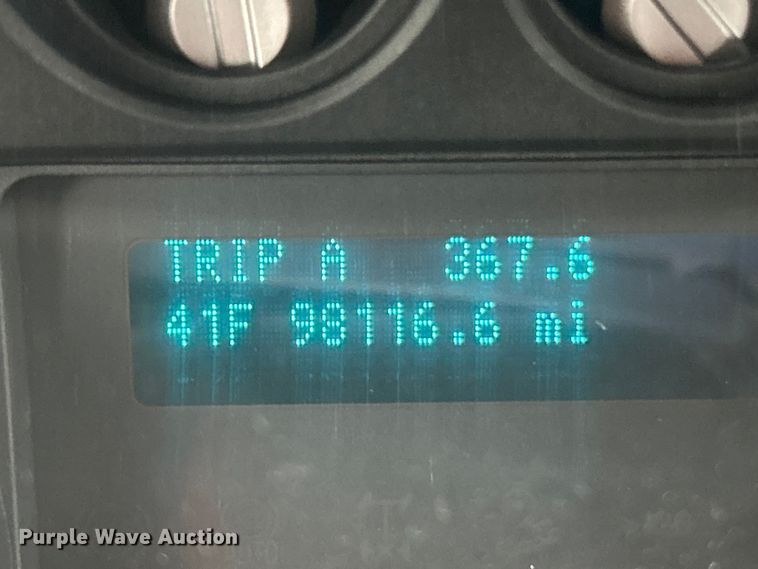 TRIP A 367.6
41F 98116.6 mi
Purple Wave Auction